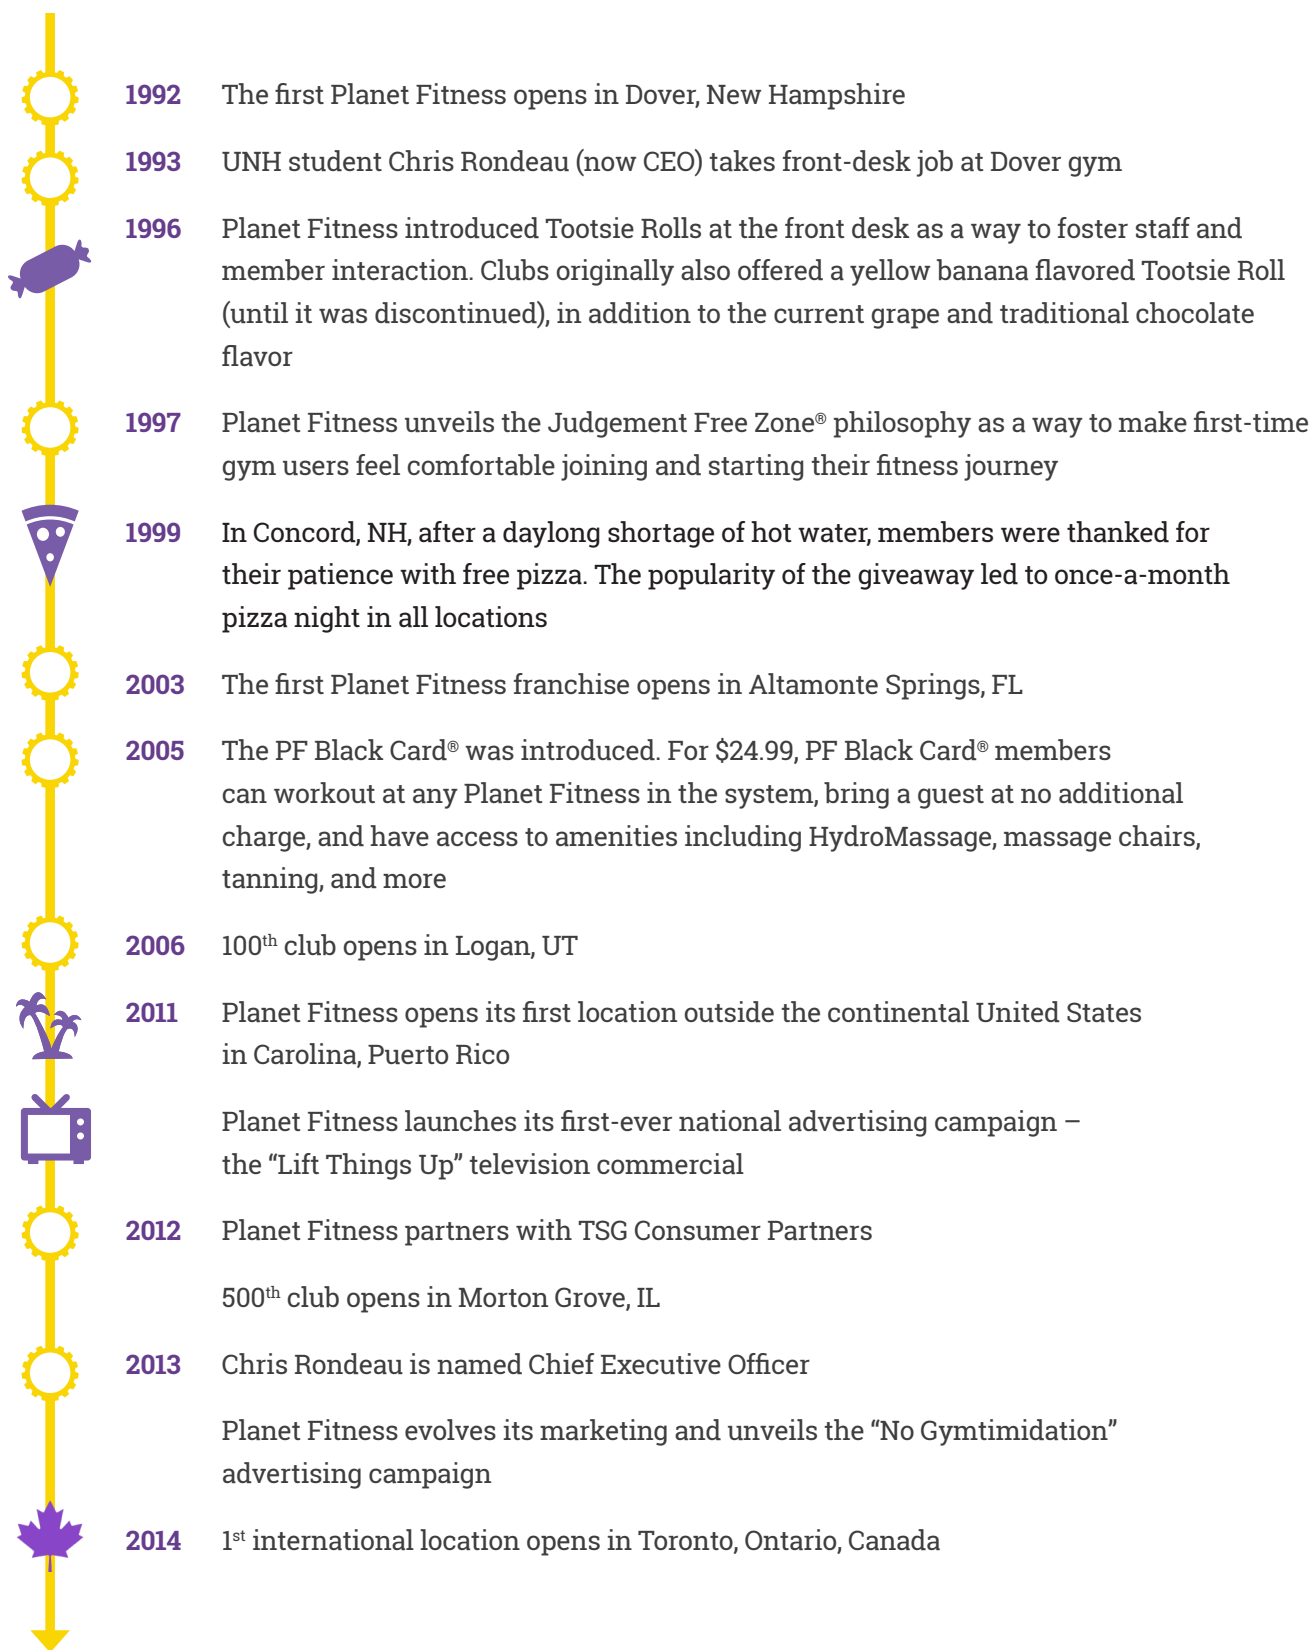 1992 The first Planet Fitness opens in Dover, New Hampshire
1993 UNH student Chris Rondeau (now CEO) takes front-desk job at Dover gym
1996 Planet Fitness introduced Tootsie Rolls at the front desk as a way to foster staff and
member interaction. Clubs originally also offered a yellow banana flavored Tootsie Roll
(until it was discontinued), in addition to the current grape and traditional chocolate
flavor
1997 Planet Fitness unveils the Judgement Free Zone® philosophy as a way to make first-time
gym users feel comfortable joining and starting their fitness journey
1999 In Concord, NH, after a daylong shortage of hot water, members were thanked for
their patience with free pizza. The popularity of the giveaway led to once-a-month
pizza night in all locations
2003 The first Planet Fitness franchise opens in Altamonte Springs, FL
2005 The PF Black Card® was introduced. For $24.99, PF Black Card® members
can workout at any Planet Fitness in the system, bring a guest at no additional
charge, and have access to amenities including HydroMassage, massage chairs,
tanning, and more
2006 100th club opens in Logan, UT
2011 Planet Fitness opens its first location outside the continental United States
in Carolina, Puerto Rico
Planet Fitness launches its first-ever national advertising campaign –
the “Lift Things Up” television commercial
2012 Planet Fitness partners with TSG Consumer Partners
500th club opens in Morton Grove, IL
2013 Chris Rondeau is named Chief Executive Officer
Planet Fitness evolves its marketing and unveils the “No Gymtimidation”
advertising campaign
2014 1st international location opens in Toronto, Ontario, Canada